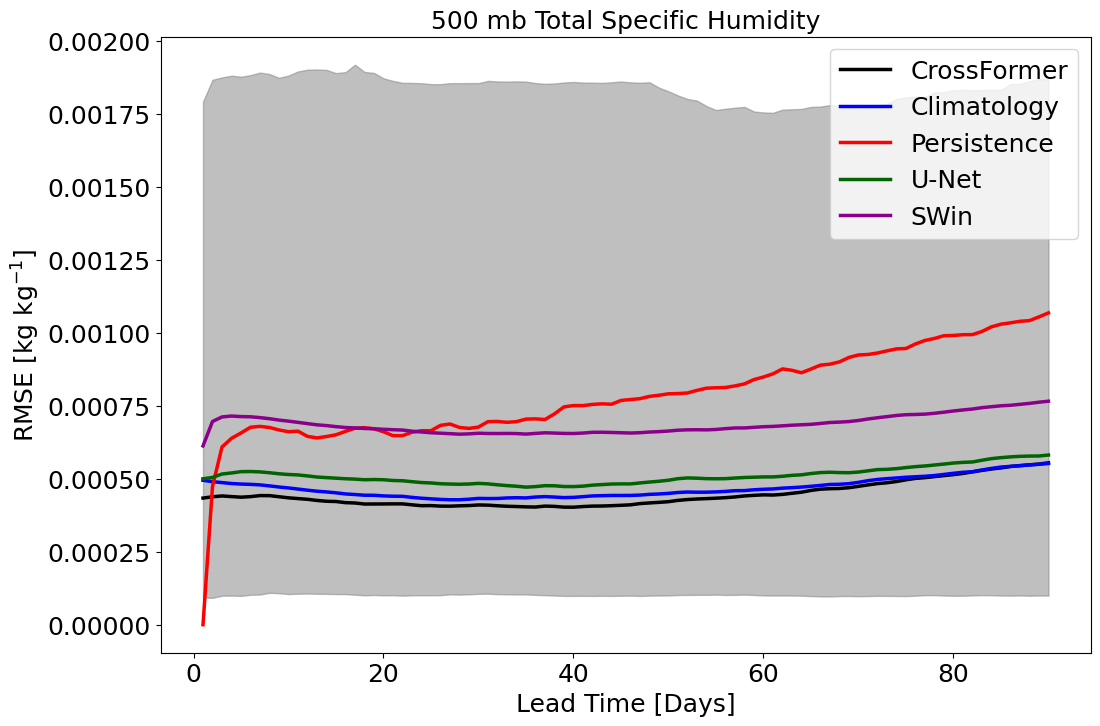 500 mb Total Specific Humidity
0.00200
0.00175
0.00150
0.00125
0.00100
0.00075
0.00050
0.00025
0.00000
RMSE [kg kg⁻¹]
CrossFormer
Climatology
Persistence
U-Net
SWin
0 20 40 60 80
Lead Time [Days]